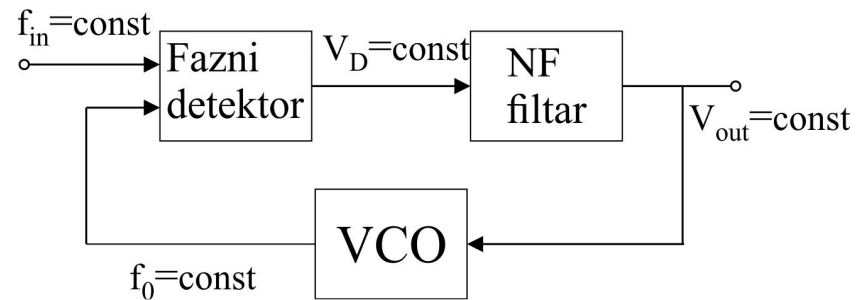 f_in=const
Fazni
detektor
V_D=const
NF
filtar
V_out=const
VCO
f_0=const